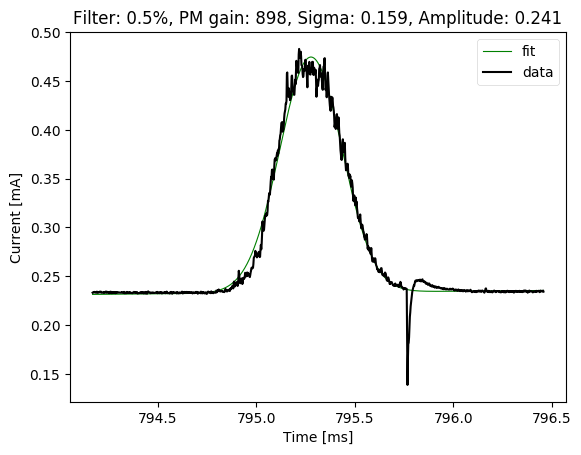 Filter: 0.5%, PM gain: 898, Sigma: 0.159, Amplitude: 0.241
fit
data
0.50
0.45
0.40
0.35
0.30
0.25
0.20
0.15
Current [mA]
794.5 795.0 795.5 796.0 796.5
Time [ms]